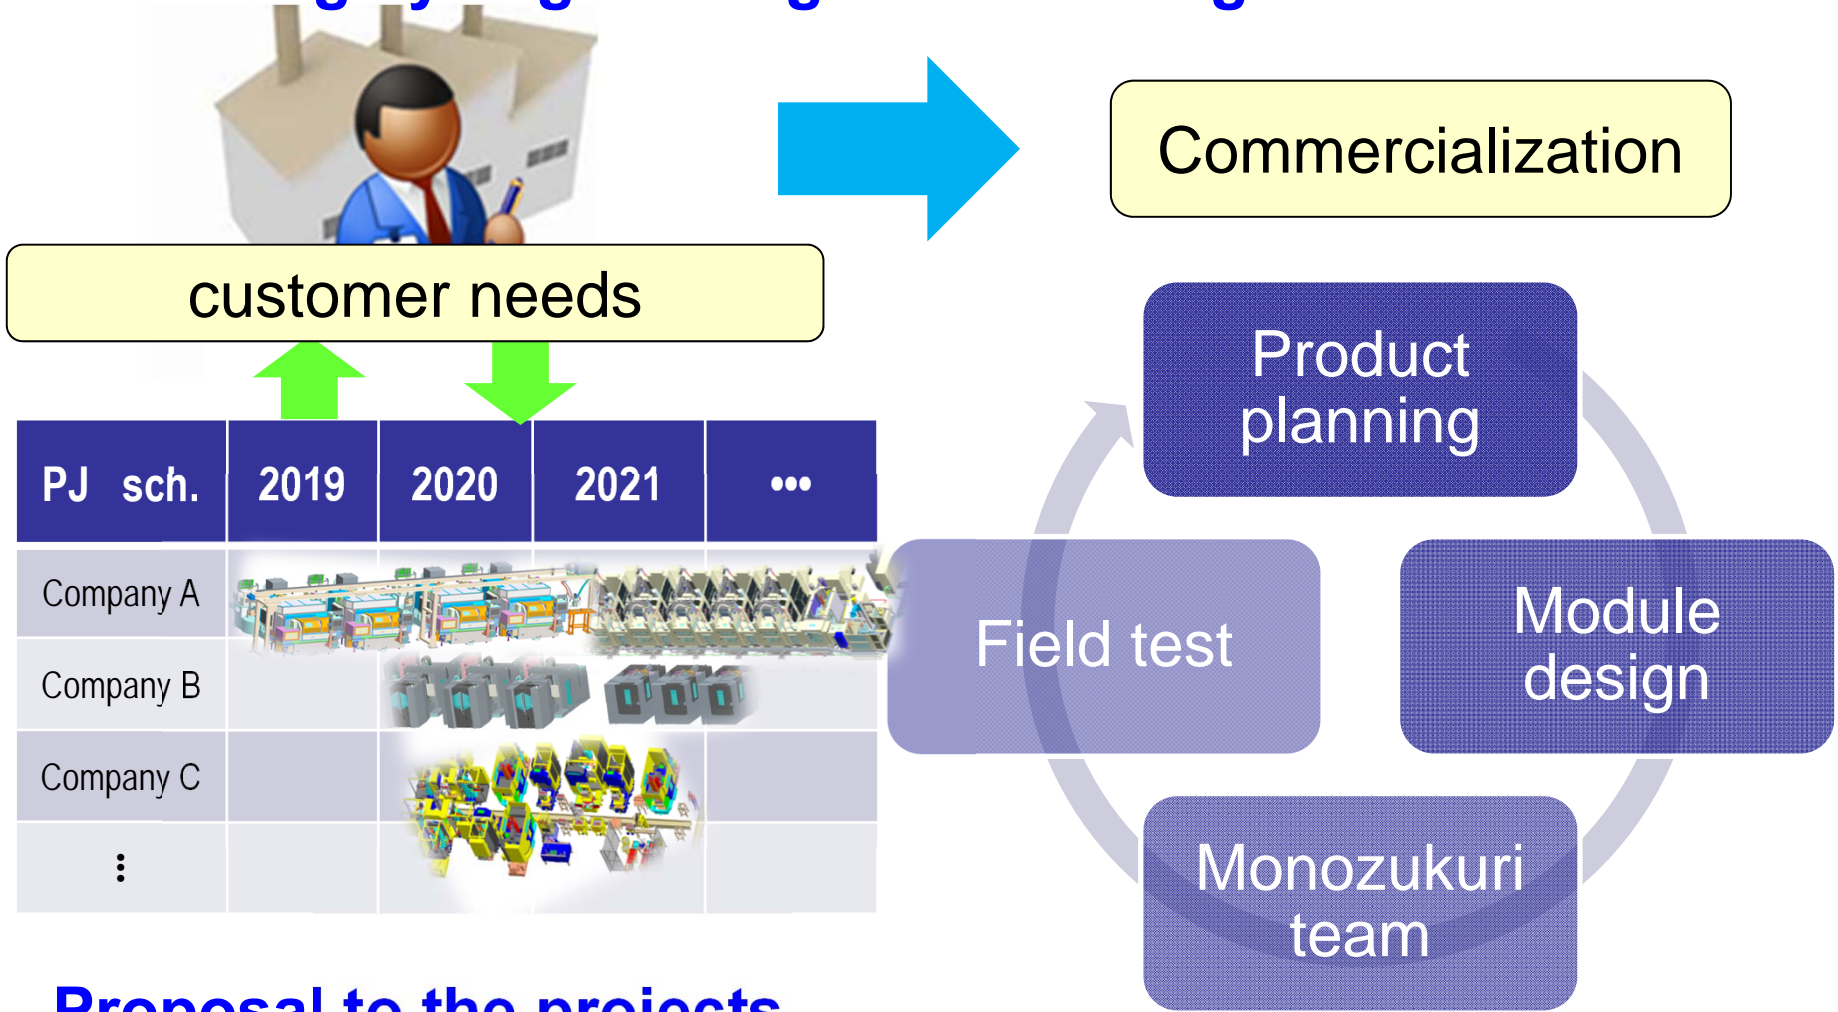 Commercialization
customer needs
Product
planning
PJ sch. 2019 2020 2021 •••
Company A
Field test
Module
design
Company B
Company C
⋮
Monozukuri
team
Proposal to the projects